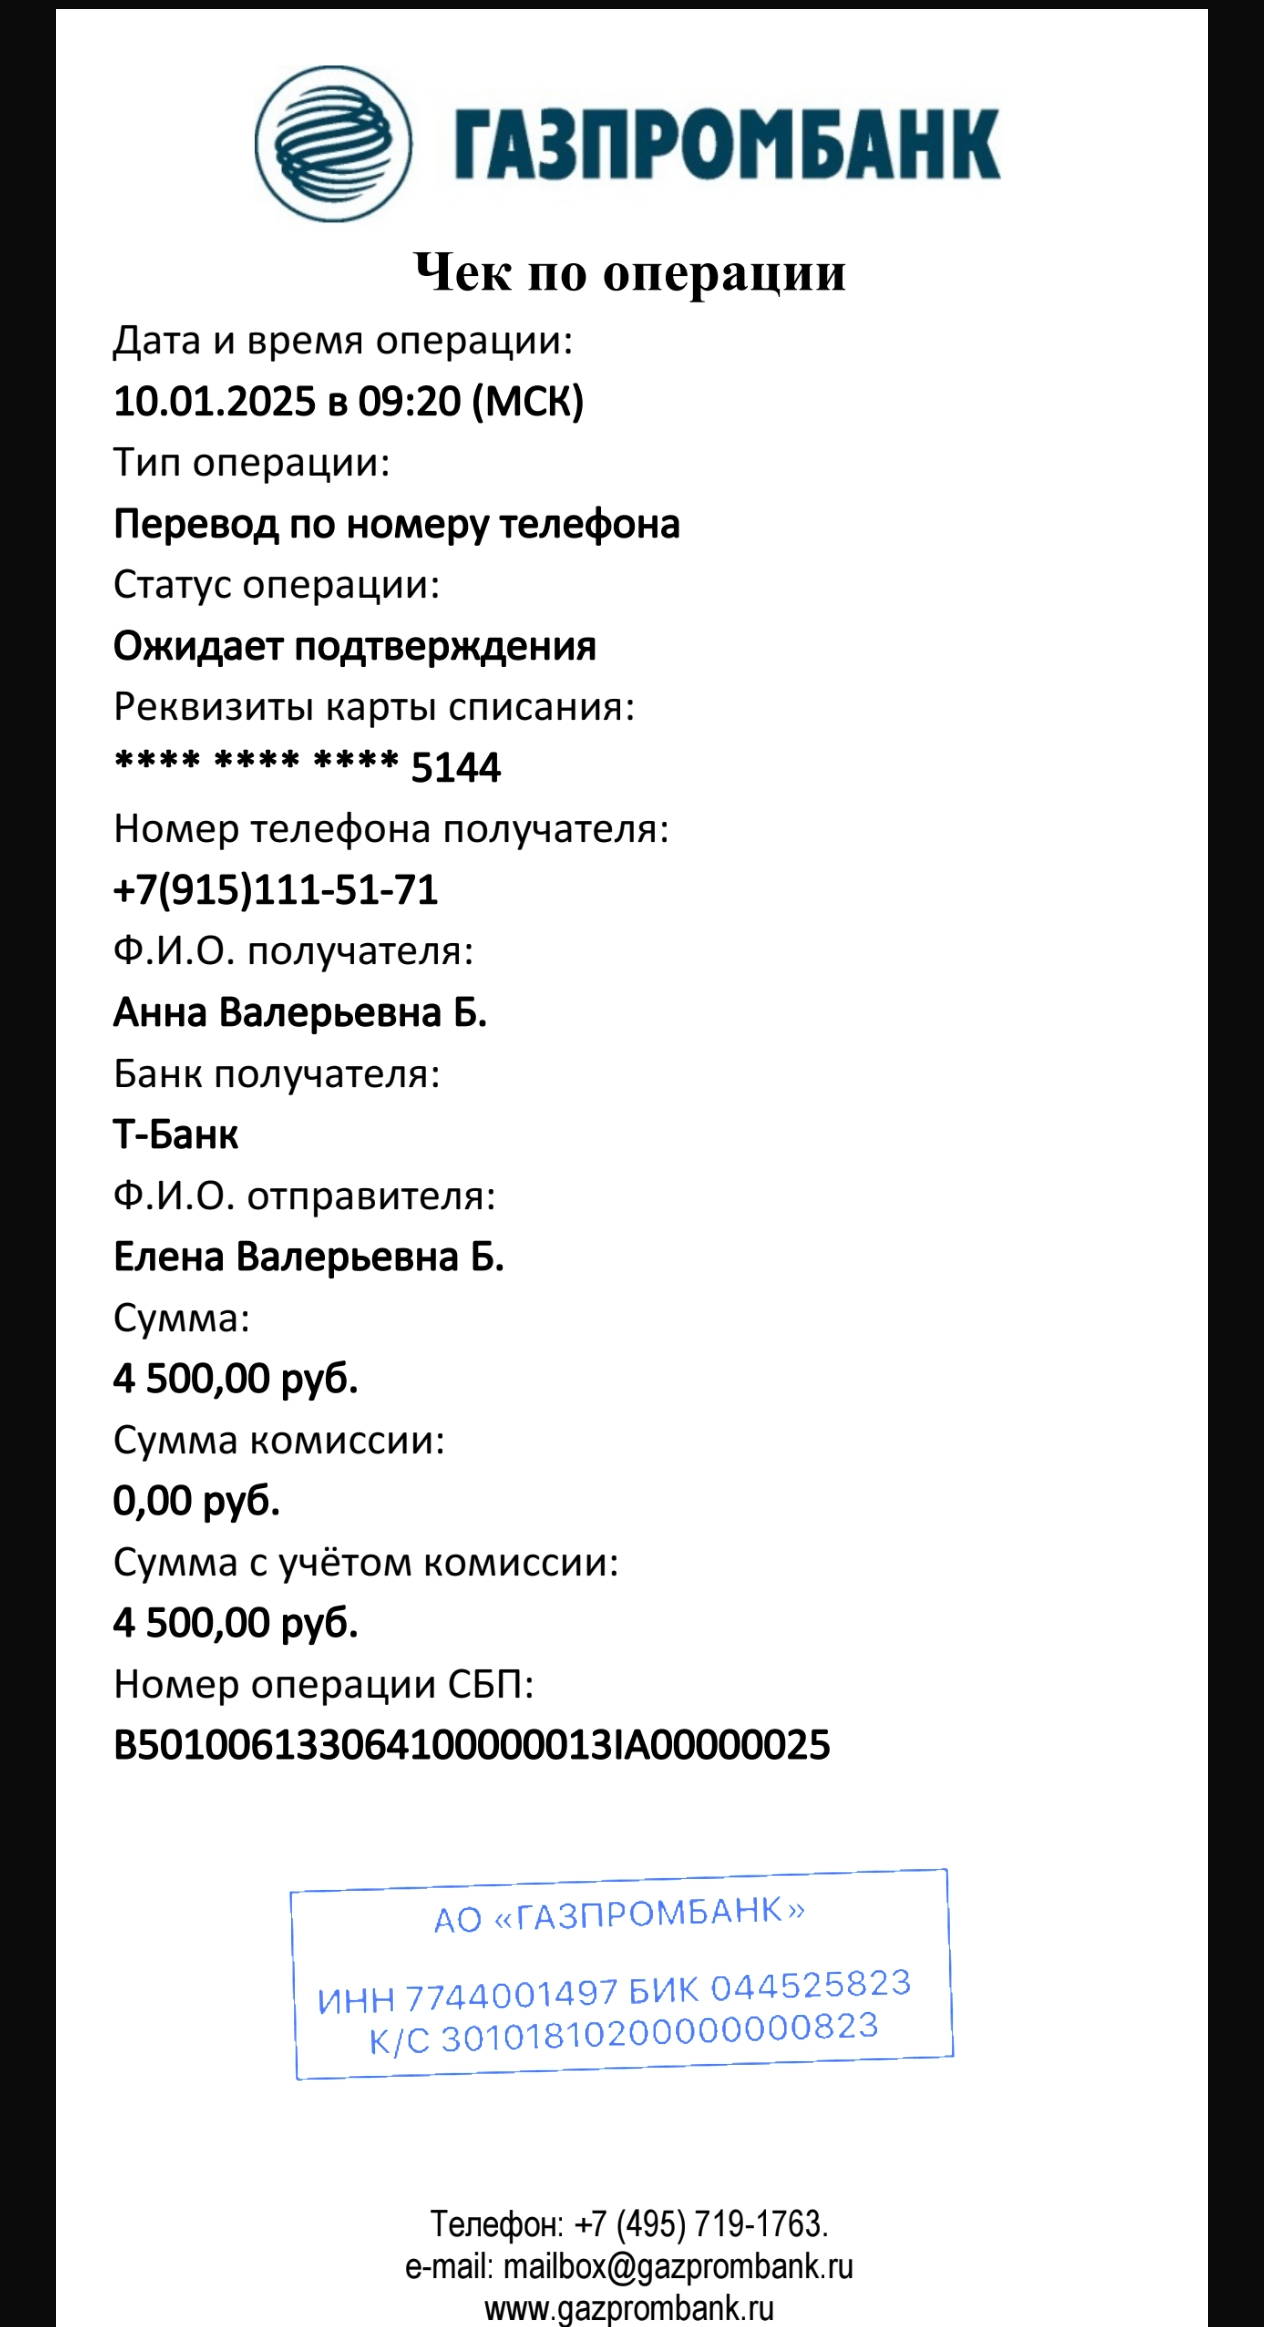 ГАЗПРОМБАНК
Чек по операции
Дата и время операции:
10.01.2025 в 09:20 (МСК)
Тип операции:
Перевод по номеру телефона
Статус операции:
Ожидает подтверждения
Реквизиты карты списания:
**** **** **** 5144
Номер телефона получателя:
+7(915)111-51-71
Ф.И.О. получателя:
Анна Валерьевна Б.
Банк получателя:
Т-Банк
Ф.И.О. отправителя:
Елена Валерьевна Б.
Сумма:
4 500,00 руб.
Сумма комиссии:
0,00 руб.
Сумма с учётом комиссии:
4 500,00 руб.
Номер операции СБП:
B501006133064100000013IA00000025
АО «ГАЗПРОМБАНК»
ИНН 7744001497 БИК 044525823
К/С 30101810200000000823
Телефон: +7 (495) 719-1763.
e-mail: mailbox@gazprombank.ru
www.gazprombank.ru